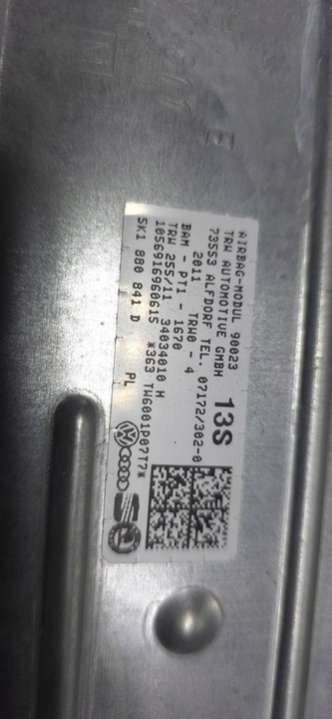 AIRBAG-MODUL 90023
TRW AUTOMOTIVE GMBH
73553 ALFDORF TEL. 07172/302-0
2011 TRW0 - 4
13S
BAM - PT1 - 1670
TRW 255/11 34034010 H
1056916960615 *363 TW6001P07T7*
5K1 880 841 D PL